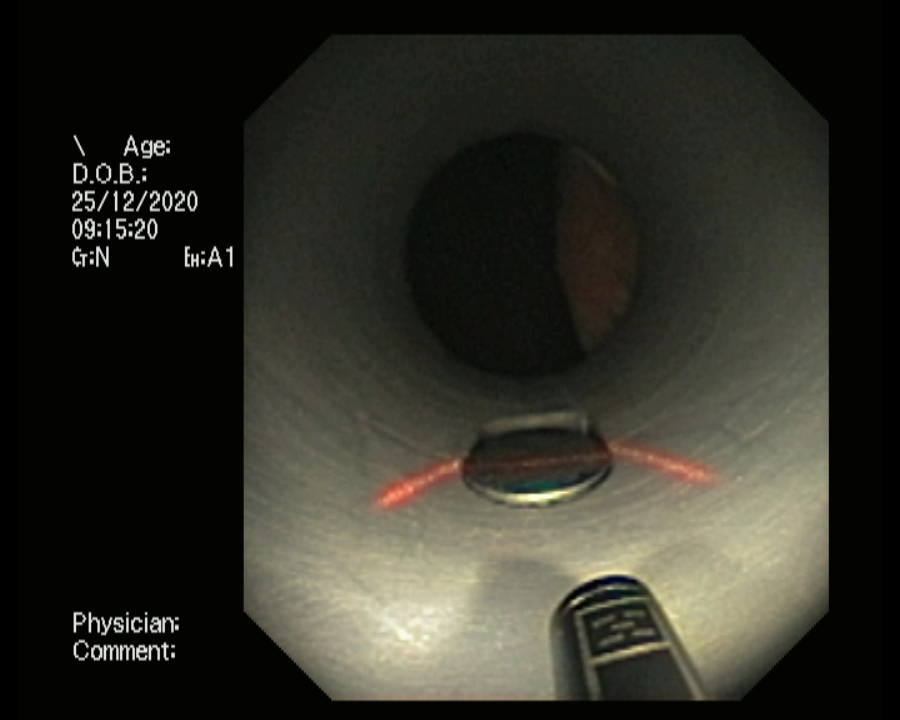 \ Age:
D.O.B.:
25/12/2020
09:15:20
Cr:N EH:A1
Physician:
Comment: